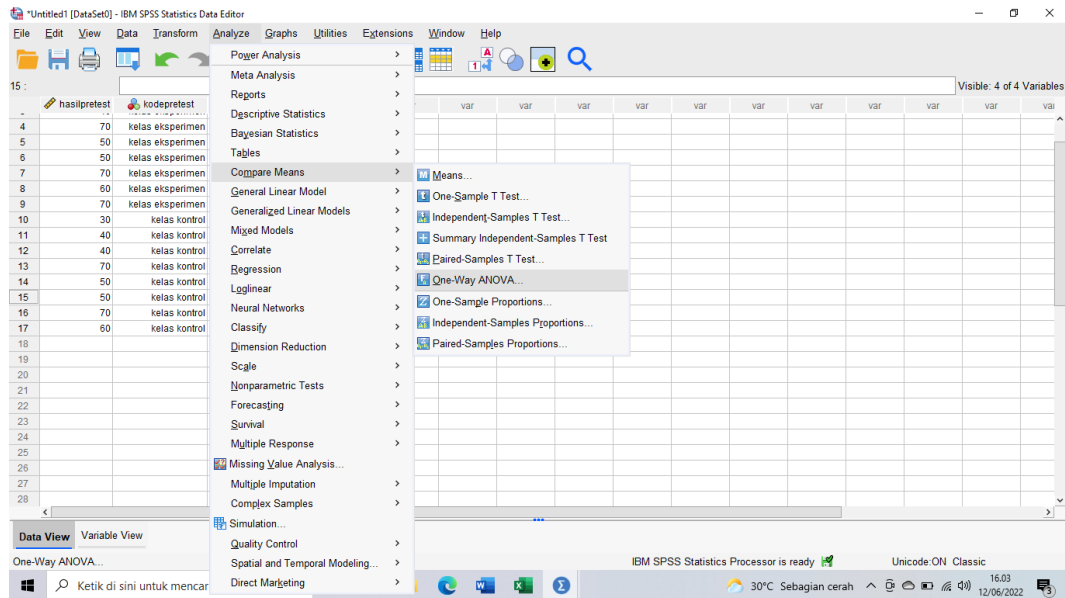 *Untitled1 [DataSet0] - IBM SPSS Statistics Data Editor
File Edit View Data Transform Analyze Graphs Utilities Extensions Window Help
15 :
Visible: 4 of 4 Variables
hasilpretest kodepretest var var var var var var var var var var
4 70 kelas eksperimen
5 50 kelas eksperimen
6 50 kelas eksperimen
7 70 kelas eksperimen
8 60 kelas eksperimen
9 70 kelas eksperimen
10 30 kelas kontrol
11 40 kelas kontrol
12 40 kelas kontrol
13 70 kelas kontrol
14 50 kelas kontrol
15 50 kelas kontrol
16 70 kelas kontrol
17 60 kelas kontrol
18
19
20
21
22
23
24
25
26
27
28
Power Analysis
Meta Analysis
Reports
Descriptive Statistics
Bayesian Statistics
Tables
Compare Means
General Linear Model
Generalized Linear Models
Mixed Models
Correlate
Regression
Loglinear
Neural Networks
Classify
Dimension Reduction
Scale
Nonparametric Tests
Forecasting
Survival
Multiple Response
Missing Value Analysis...
Multiple Imputation
Complex Samples
Simulation...
Quality Control
Spatial and Temporal Modeling...
Direct Marketing
Means...
One-Sample T Test...
Independent-Samples T Test...
Summary Independent-Samples T Test
Paired-Samples T Test...
One-Way ANOVA...
One-Sample Proportions...
Independent-Samples Proportions...
Paired-Samples Proportions...
Data View Variable View
One-Way ANOVA...
IBM SPSS Statistics Processor is ready
Unicode:ON Classic
Ketik di sini untuk mencar
30°C Sebagian cerah
16.03
12/06/2022
3